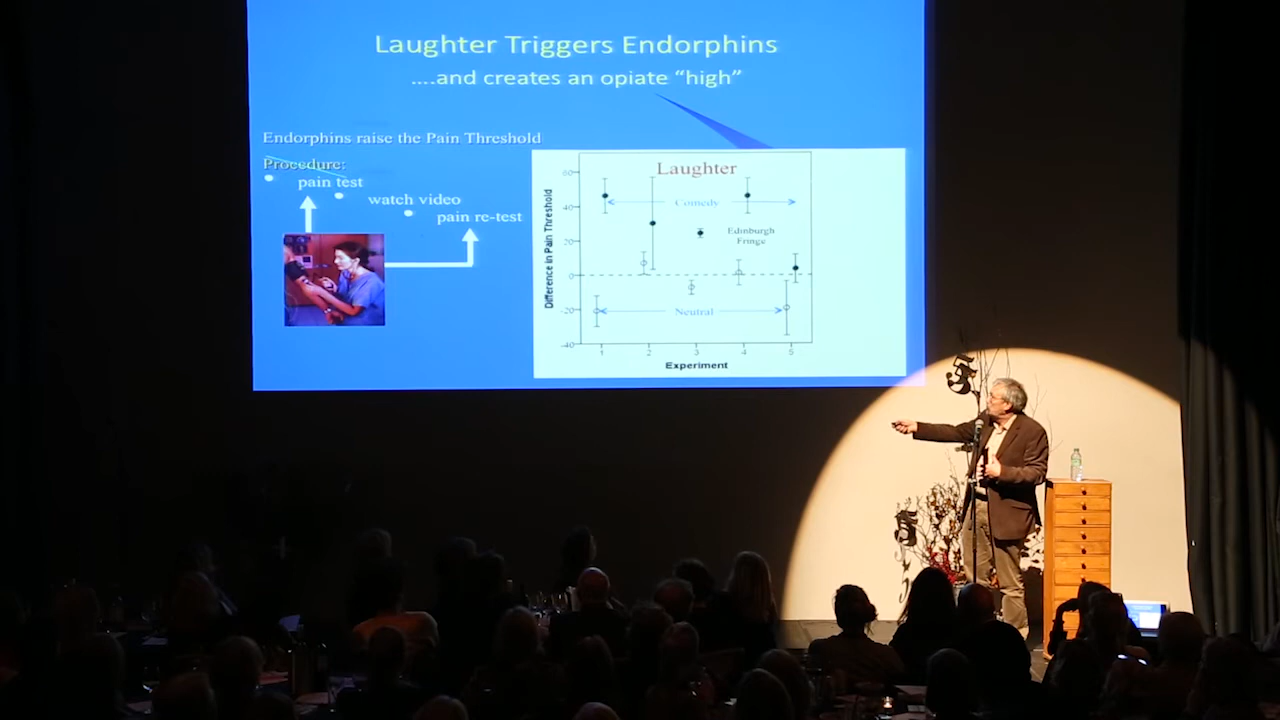 Laughter Triggers Endorphins
....and creates an opiate “high”
Endorphins raise the Pain Threshold
Procedure:
pain test
watch video
pain re-test
Laughter
Comedy
Edinburgh
Fringe
Neutral
Difference in Pain Threshold
60
40
20
0
-20
-40
1 2 3 4 5
Experiment